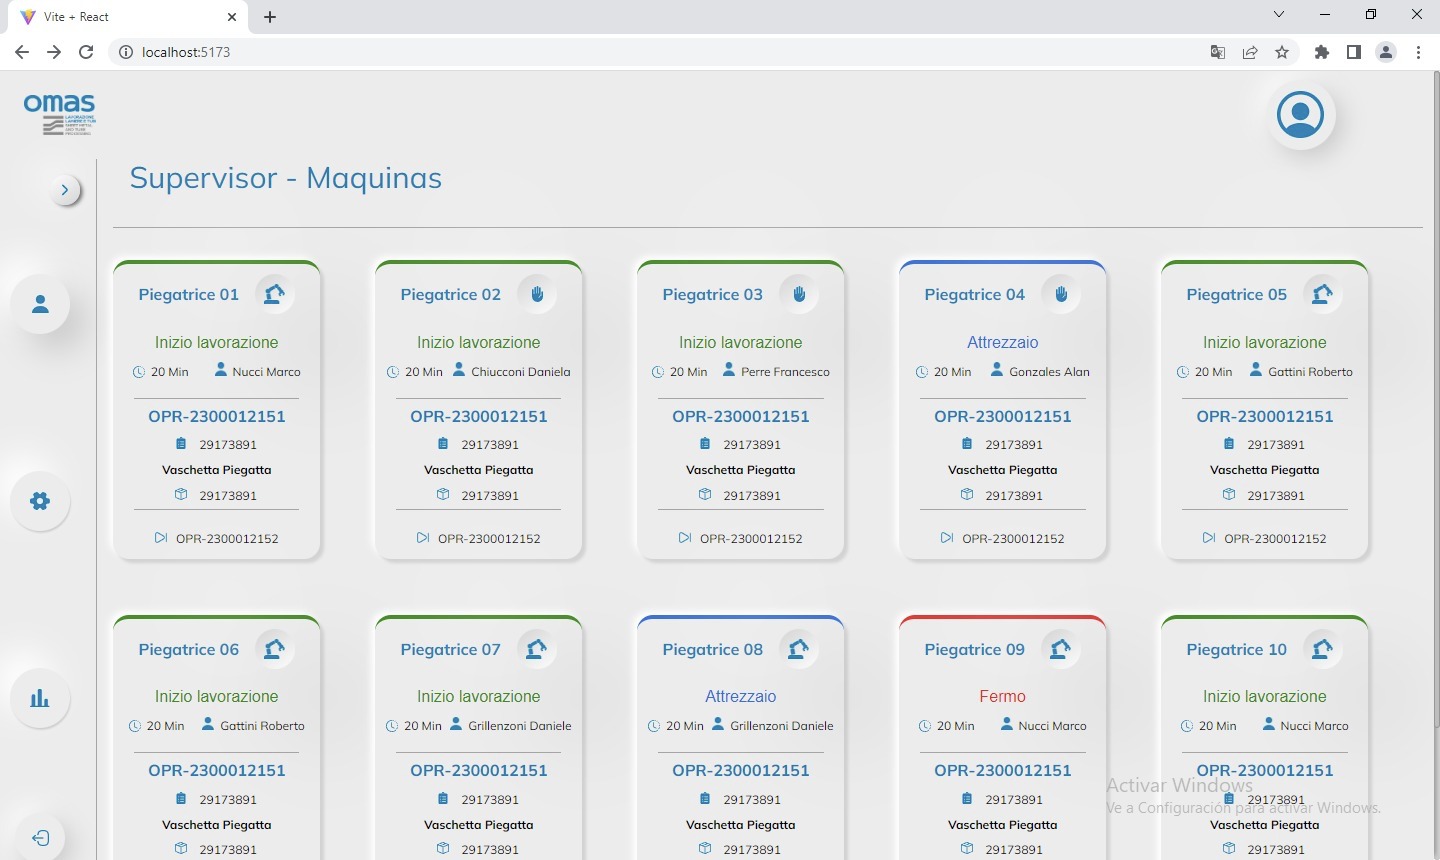 Vite + React
localhost:5173
omas
LAVORAZIONE
LAMIERE E TUBI
SHEET METAL
AND TUBE
PROCESSING
Supervisor - Maquinas
Piegatrice 01
Inizio lavorazione
20 Min Nucci Marco
OPR-2300012151
29173891
Vaschetta Piegatta
29173891
OPR-2300012152
Piegatrice 02
Inizio lavorazione
20 Min Chiucconi Daniela
OPR-2300012151
29173891
Vaschetta Piegatta
29173891
OPR-2300012152
Piegatrice 03
Inizio lavorazione
20 Min Perre Francesco
OPR-2300012151
29173891
Vaschetta Piegatta
29173891
OPR-2300012152
Piegatrice 04
Attrezzaio
20 Min Gonzales Alan
OPR-2300012151
29173891
Vaschetta Piegatta
29173891
OPR-2300012152
Piegatrice 05
Inizio lavorazione
20 Min Gattini Roberto
OPR-2300012151
29173891
Vaschetta Piegatta
29173891
OPR-2300012152
Piegatrice 06
Inizio lavorazione
20 Min Gattini Roberto
OPR-2300012151
29173891
Vaschetta Piegatta
29173891
Piegatrice 07
Inizio lavorazione
20 Min Grillenzoni Daniele
OPR-2300012151
29173891
Vaschetta Piegatta
29173891
Piegatrice 08
Attrezzaio
20 Min Grillenzoni Daniele
OPR-2300012151
29173891
Vaschetta Piegatta
29173891
Piegatrice 09
Fermo
20 Min Nucci Marco
OPR-2300012151
29173891
Vaschetta Piegatta
29173891
Piegatrice 10
Inizio lavorazione
20 Min Nucci Marco
OPR-2300012151
29173891
Vaschetta Piegatta
29173891
Activar Windows
Ve a Configuración para activar Windows.